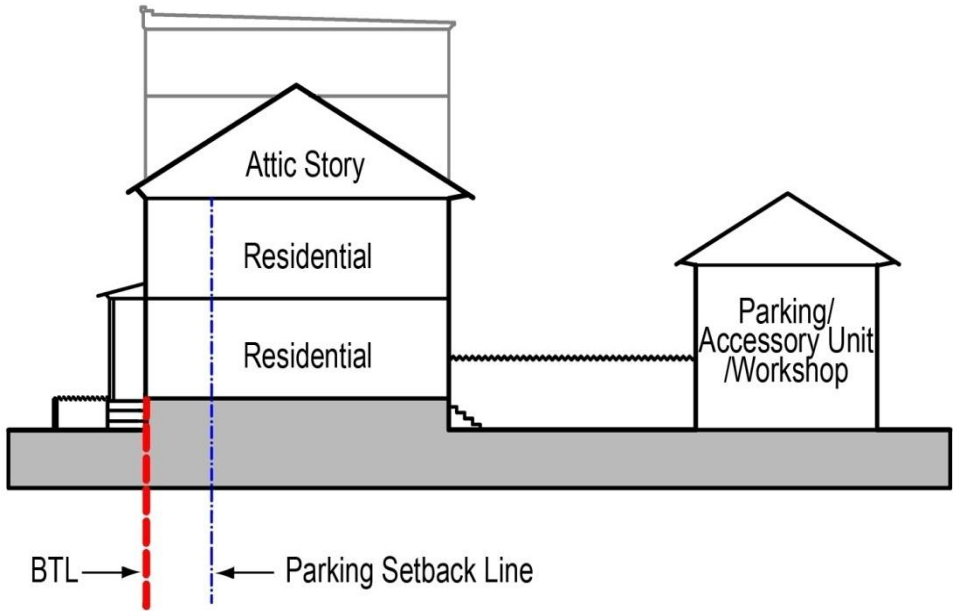 Attic Story
Residential
Residential
Parking/
Accessory Unit
/Workshop
BTL
Parking Setback Line